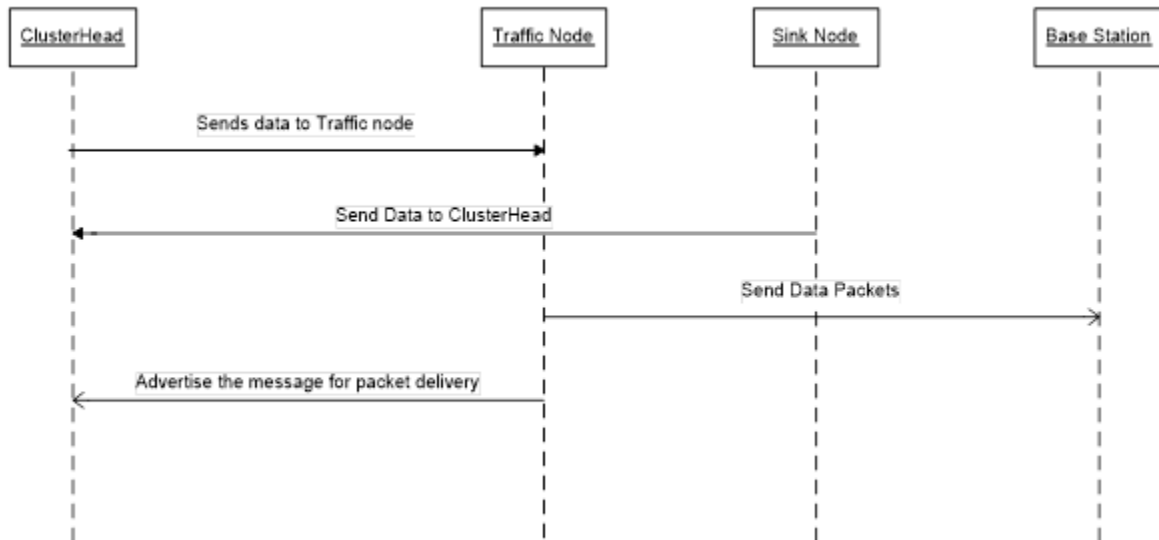 ClusterHead
Traffic Node
Sink Node
Base Station
Sends data to Traffic node
Send Data to ClusterHead
Send Data Packets
Advertise the message for packet delivery